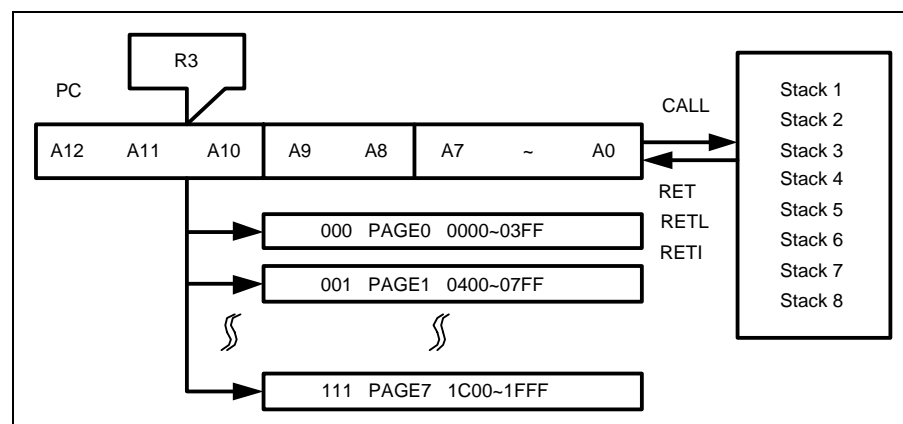 R3
PC
A12 A11 A10 A9 A8 A7 ~ A0
CALL
RET
RETL
RETI
000 PAGE0 0000~03FF
001 PAGE1 0400~07FF
111 PAGE7 1C00~1FFF
Stack 1
Stack 2
Stack 3
Stack 4
Stack 5
Stack 6
Stack 7
Stack 8